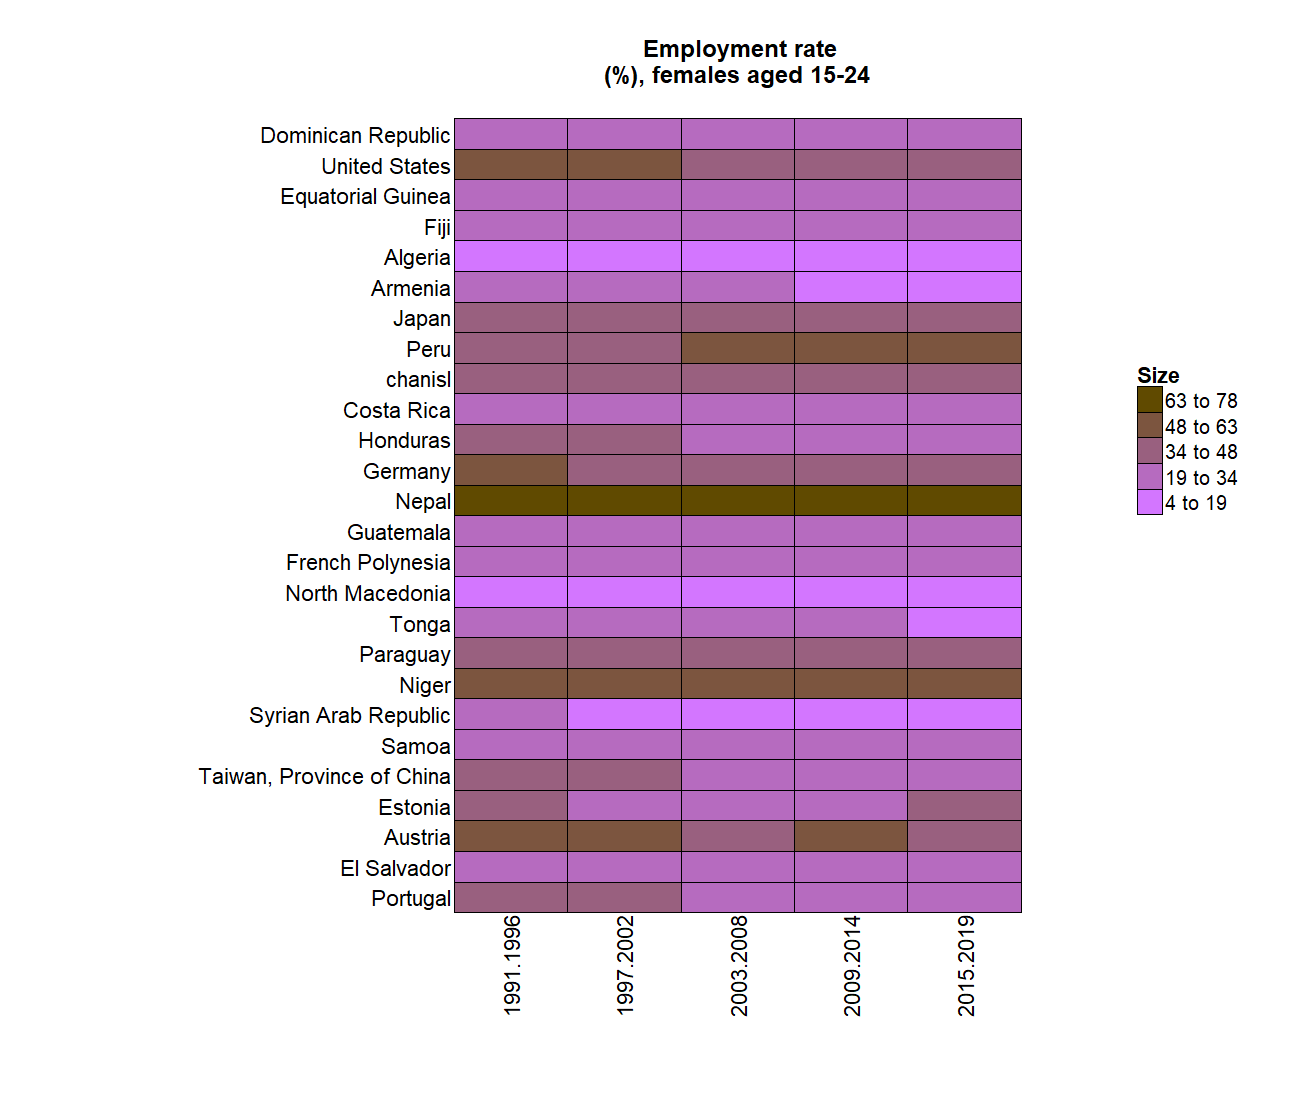 Employment rate
(%), females aged 15-24
Dominican Republic
United States
Equatorial Guinea
Fiji
Algeria
Armenia
Japan
Peru
chanisl
Costa Rica
Honduras
Germany
Nepal
Guatemala
French Polynesia
North Macedonia
Tonga
Paraguay
Niger
Syrian Arab Republic
Samoa
Taiwan, Province of China
Estonia
Austria
El Salvador
Portugal
1991.1996
1997.2002
2003.2008
2009.2014
2015.2019
Size
63 to 78
48 to 63
34 to 48
19 to 34
4 to 19